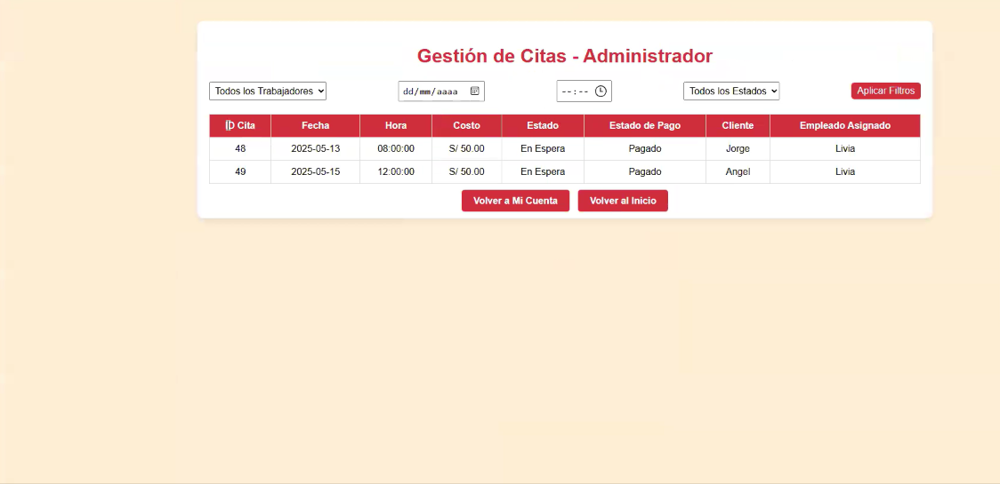 Gestión de Citas - Administrador
Todos los Trabajadores dd/mm/aaaa --:-- Todos los Estados Aplicar Filtros
ID Cita Fecha Hora Costo Estado Estado de Pago Cliente Empleado Asignado
48 2025-05-13 08:00:00 S/ 50.00 En Espera Pagado Jorge Livia
49 2025-05-15 12:00:00 S/ 50.00 En Espera Pagado Angel Livia
Volver a Mi Cuenta Volver al Inicio